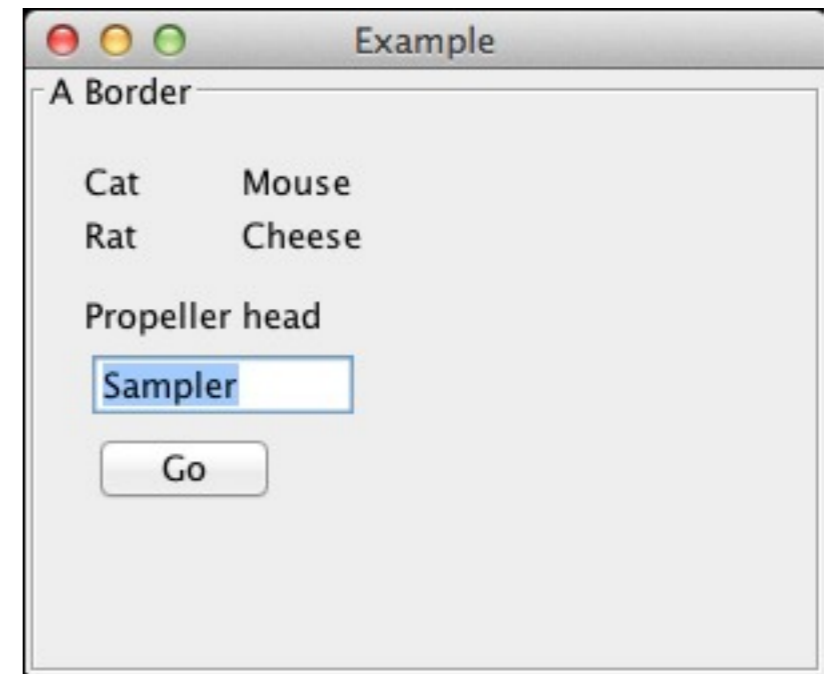 Example
A Border
Cat Mouse
Rat Cheese
Propeller head
Sampler
Go